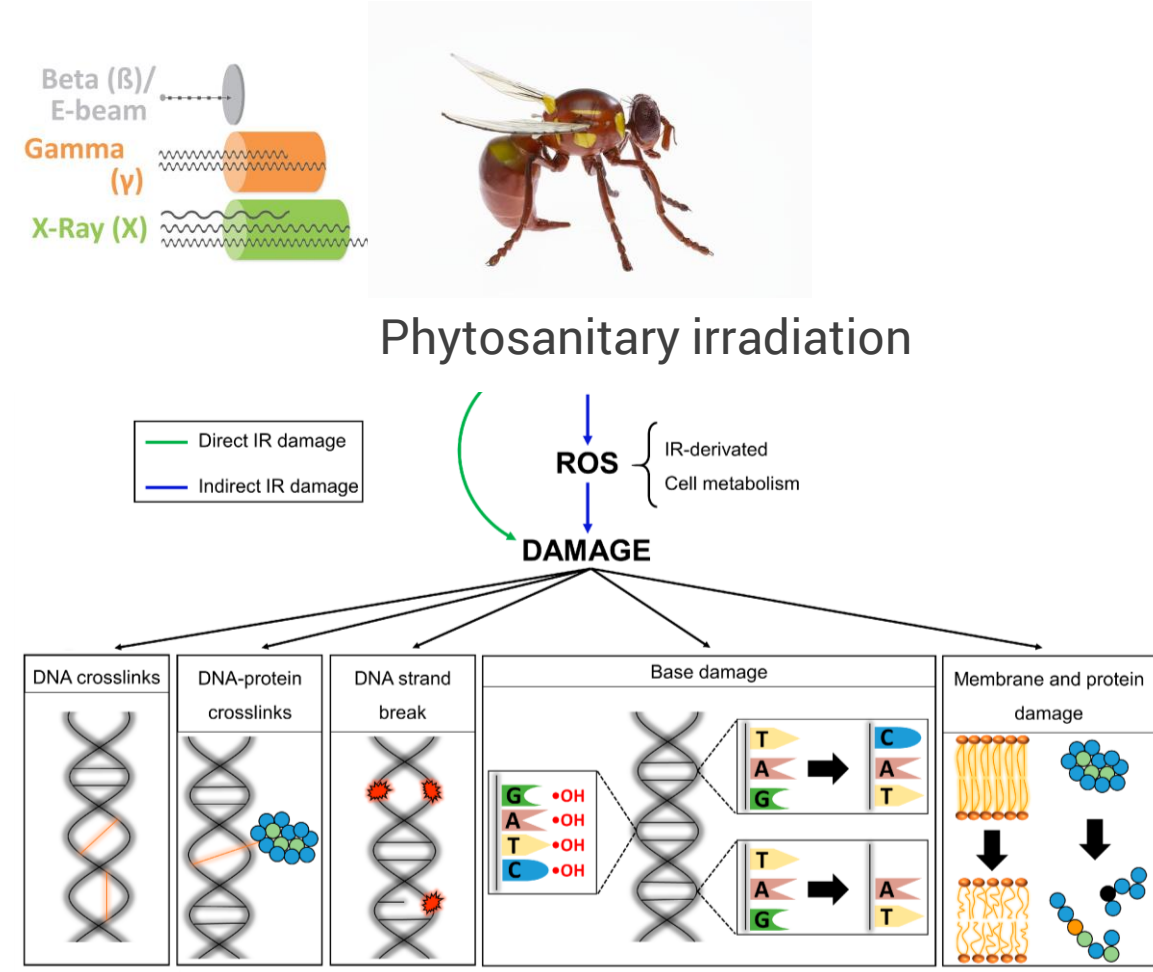 Beta (ß)/
E-beam
Gamma
(γ)
X-Ray (X)
Phytosanitary irradiation
Direct IR damage
Indirect IR damage
ROS
IR-derivated
Cell metabolism
DAMAGE
DNA crosslinks
DNA-protein
crosslinks
DNA strand
break
Base damage
G •OH
A •OH
T •OH
C •OH
T
A
G
C
A
T
T
A
G
A
T
Membrane and protein
damage